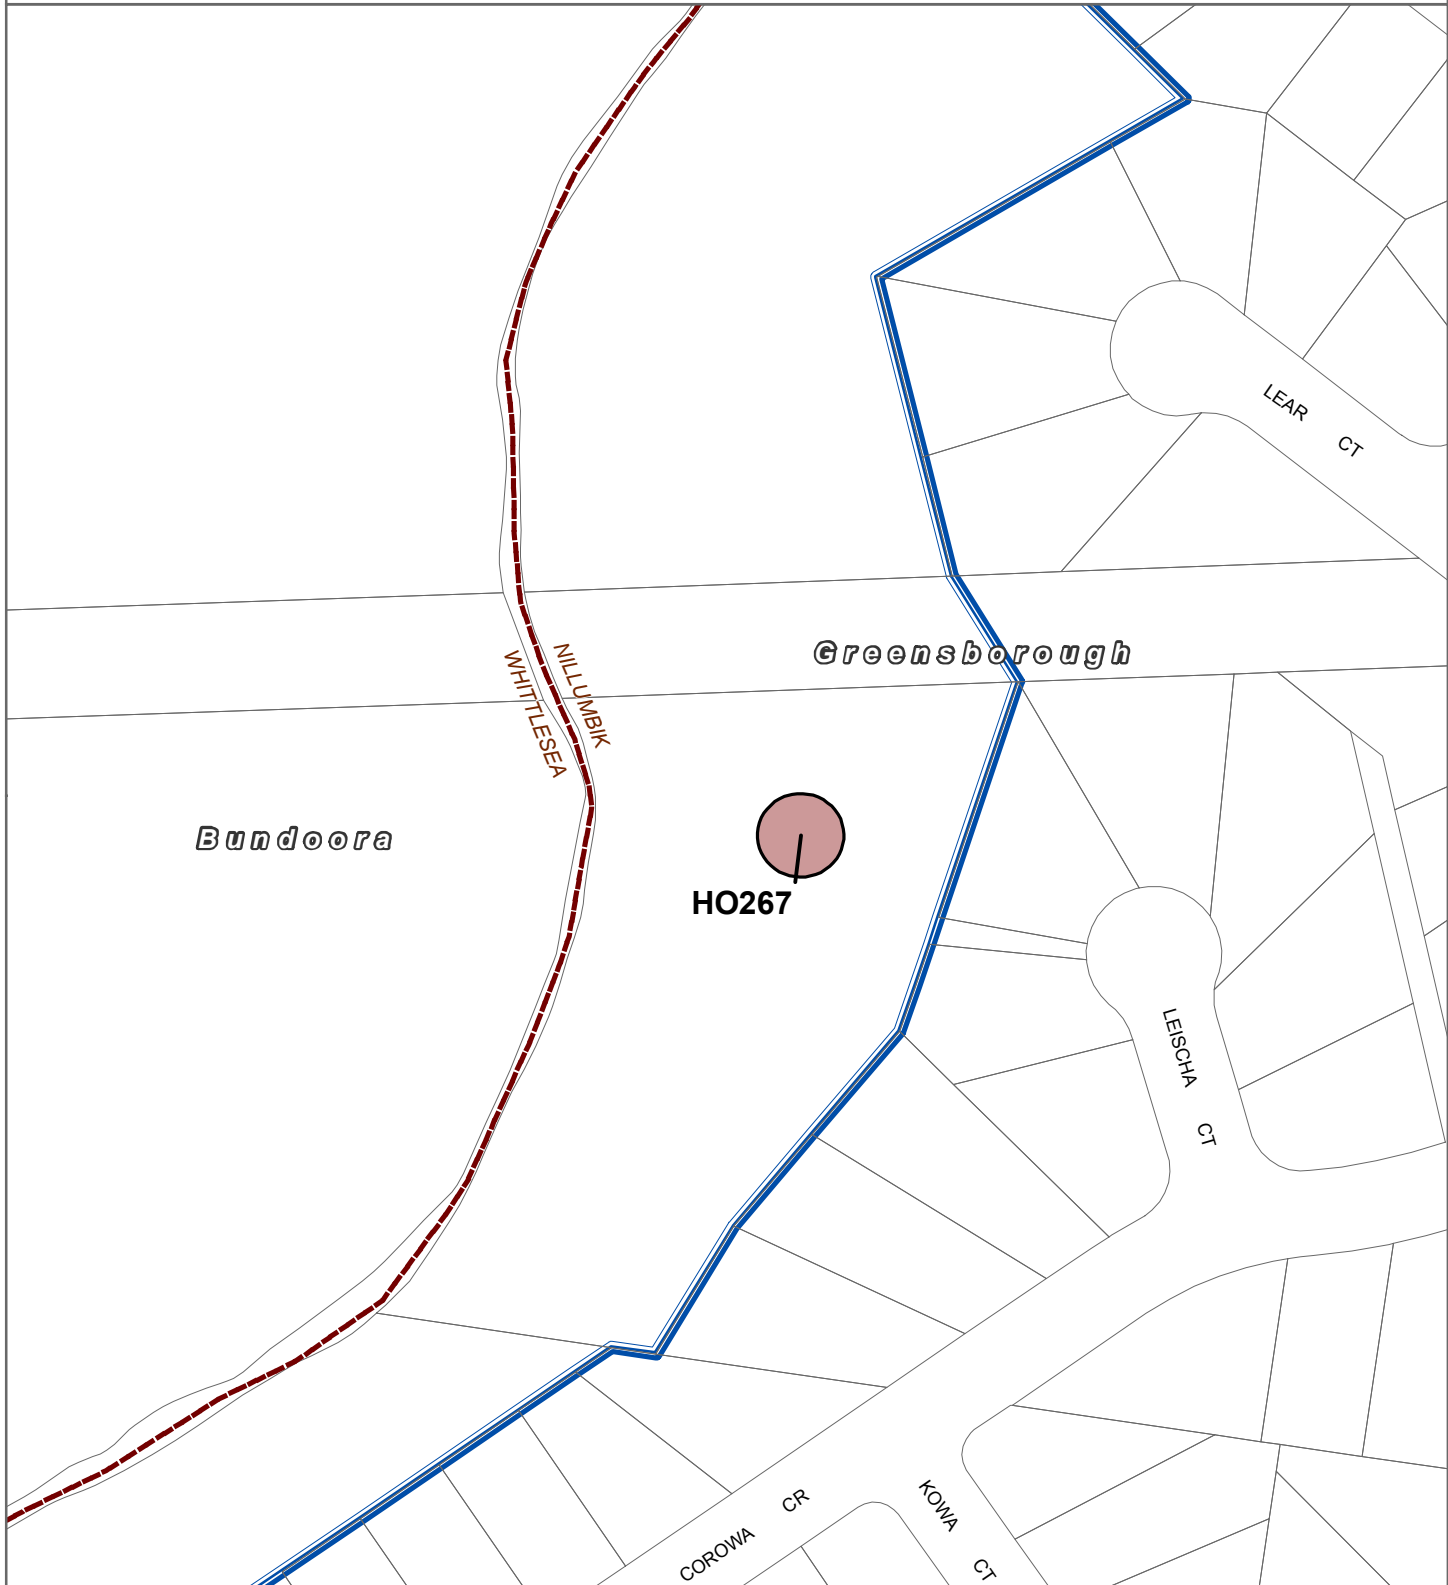 LEAR CT
Greensborough
NILLUMBIK
WHITTLESEA
Bundoora
HO267
LEISCHA CT
COROWA CR
KOWA CT